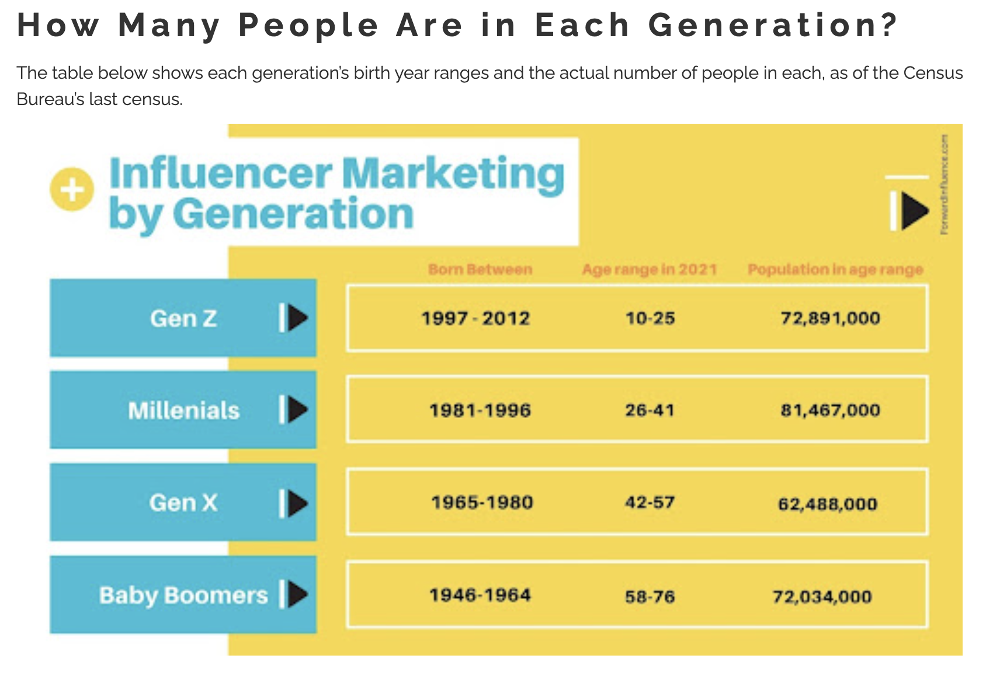 How Many People Are in Each Generation?
The table below shows each generation’s birth year ranges and the actual number of people in each, as of the Census
Bureau’s last census.
Influencer Marketing
by Generation
Forwardinfluence.com
Born Between Age range in 2021 Population in age range
Gen Z 1997 - 2012 10-25 72,891,000
Millenials 1981-1996 26-41 81,467,000
Gen X 1965-1980 42-57 62,488,000
Baby Boomers 1946-1964 58-76 72,034,000